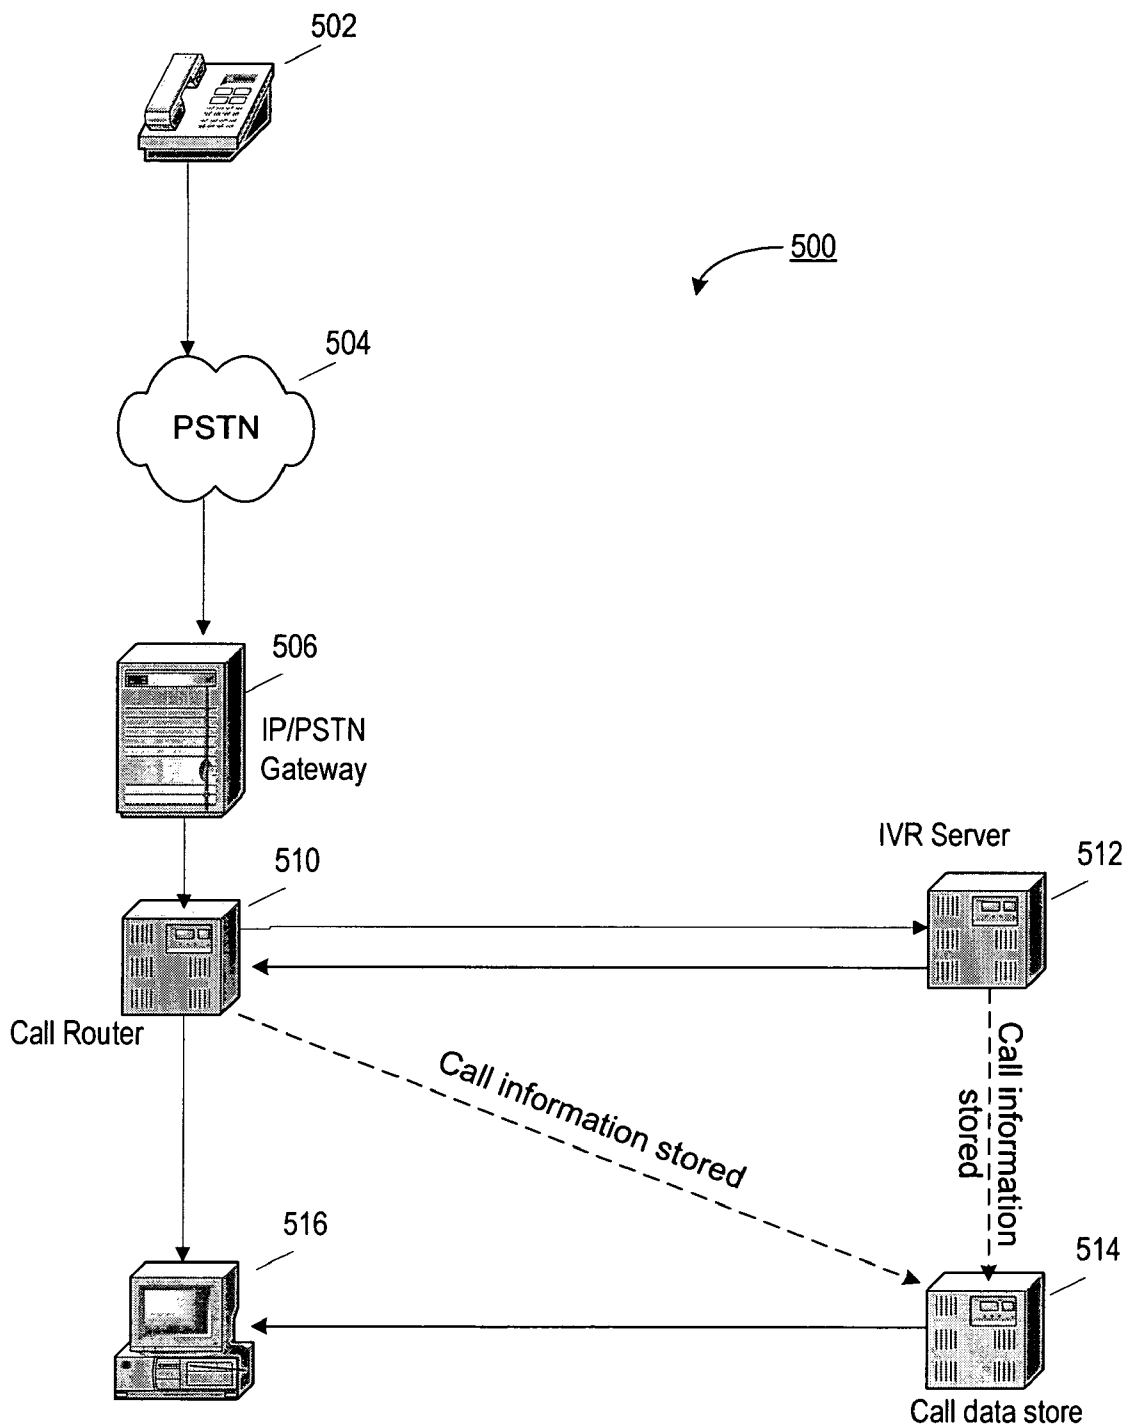 502
500
504
PSTN
506
IP/PSTN
Gateway
IVR Server
510
512
Call Router
Call information stored
Call information
stored
516
514
Call data store